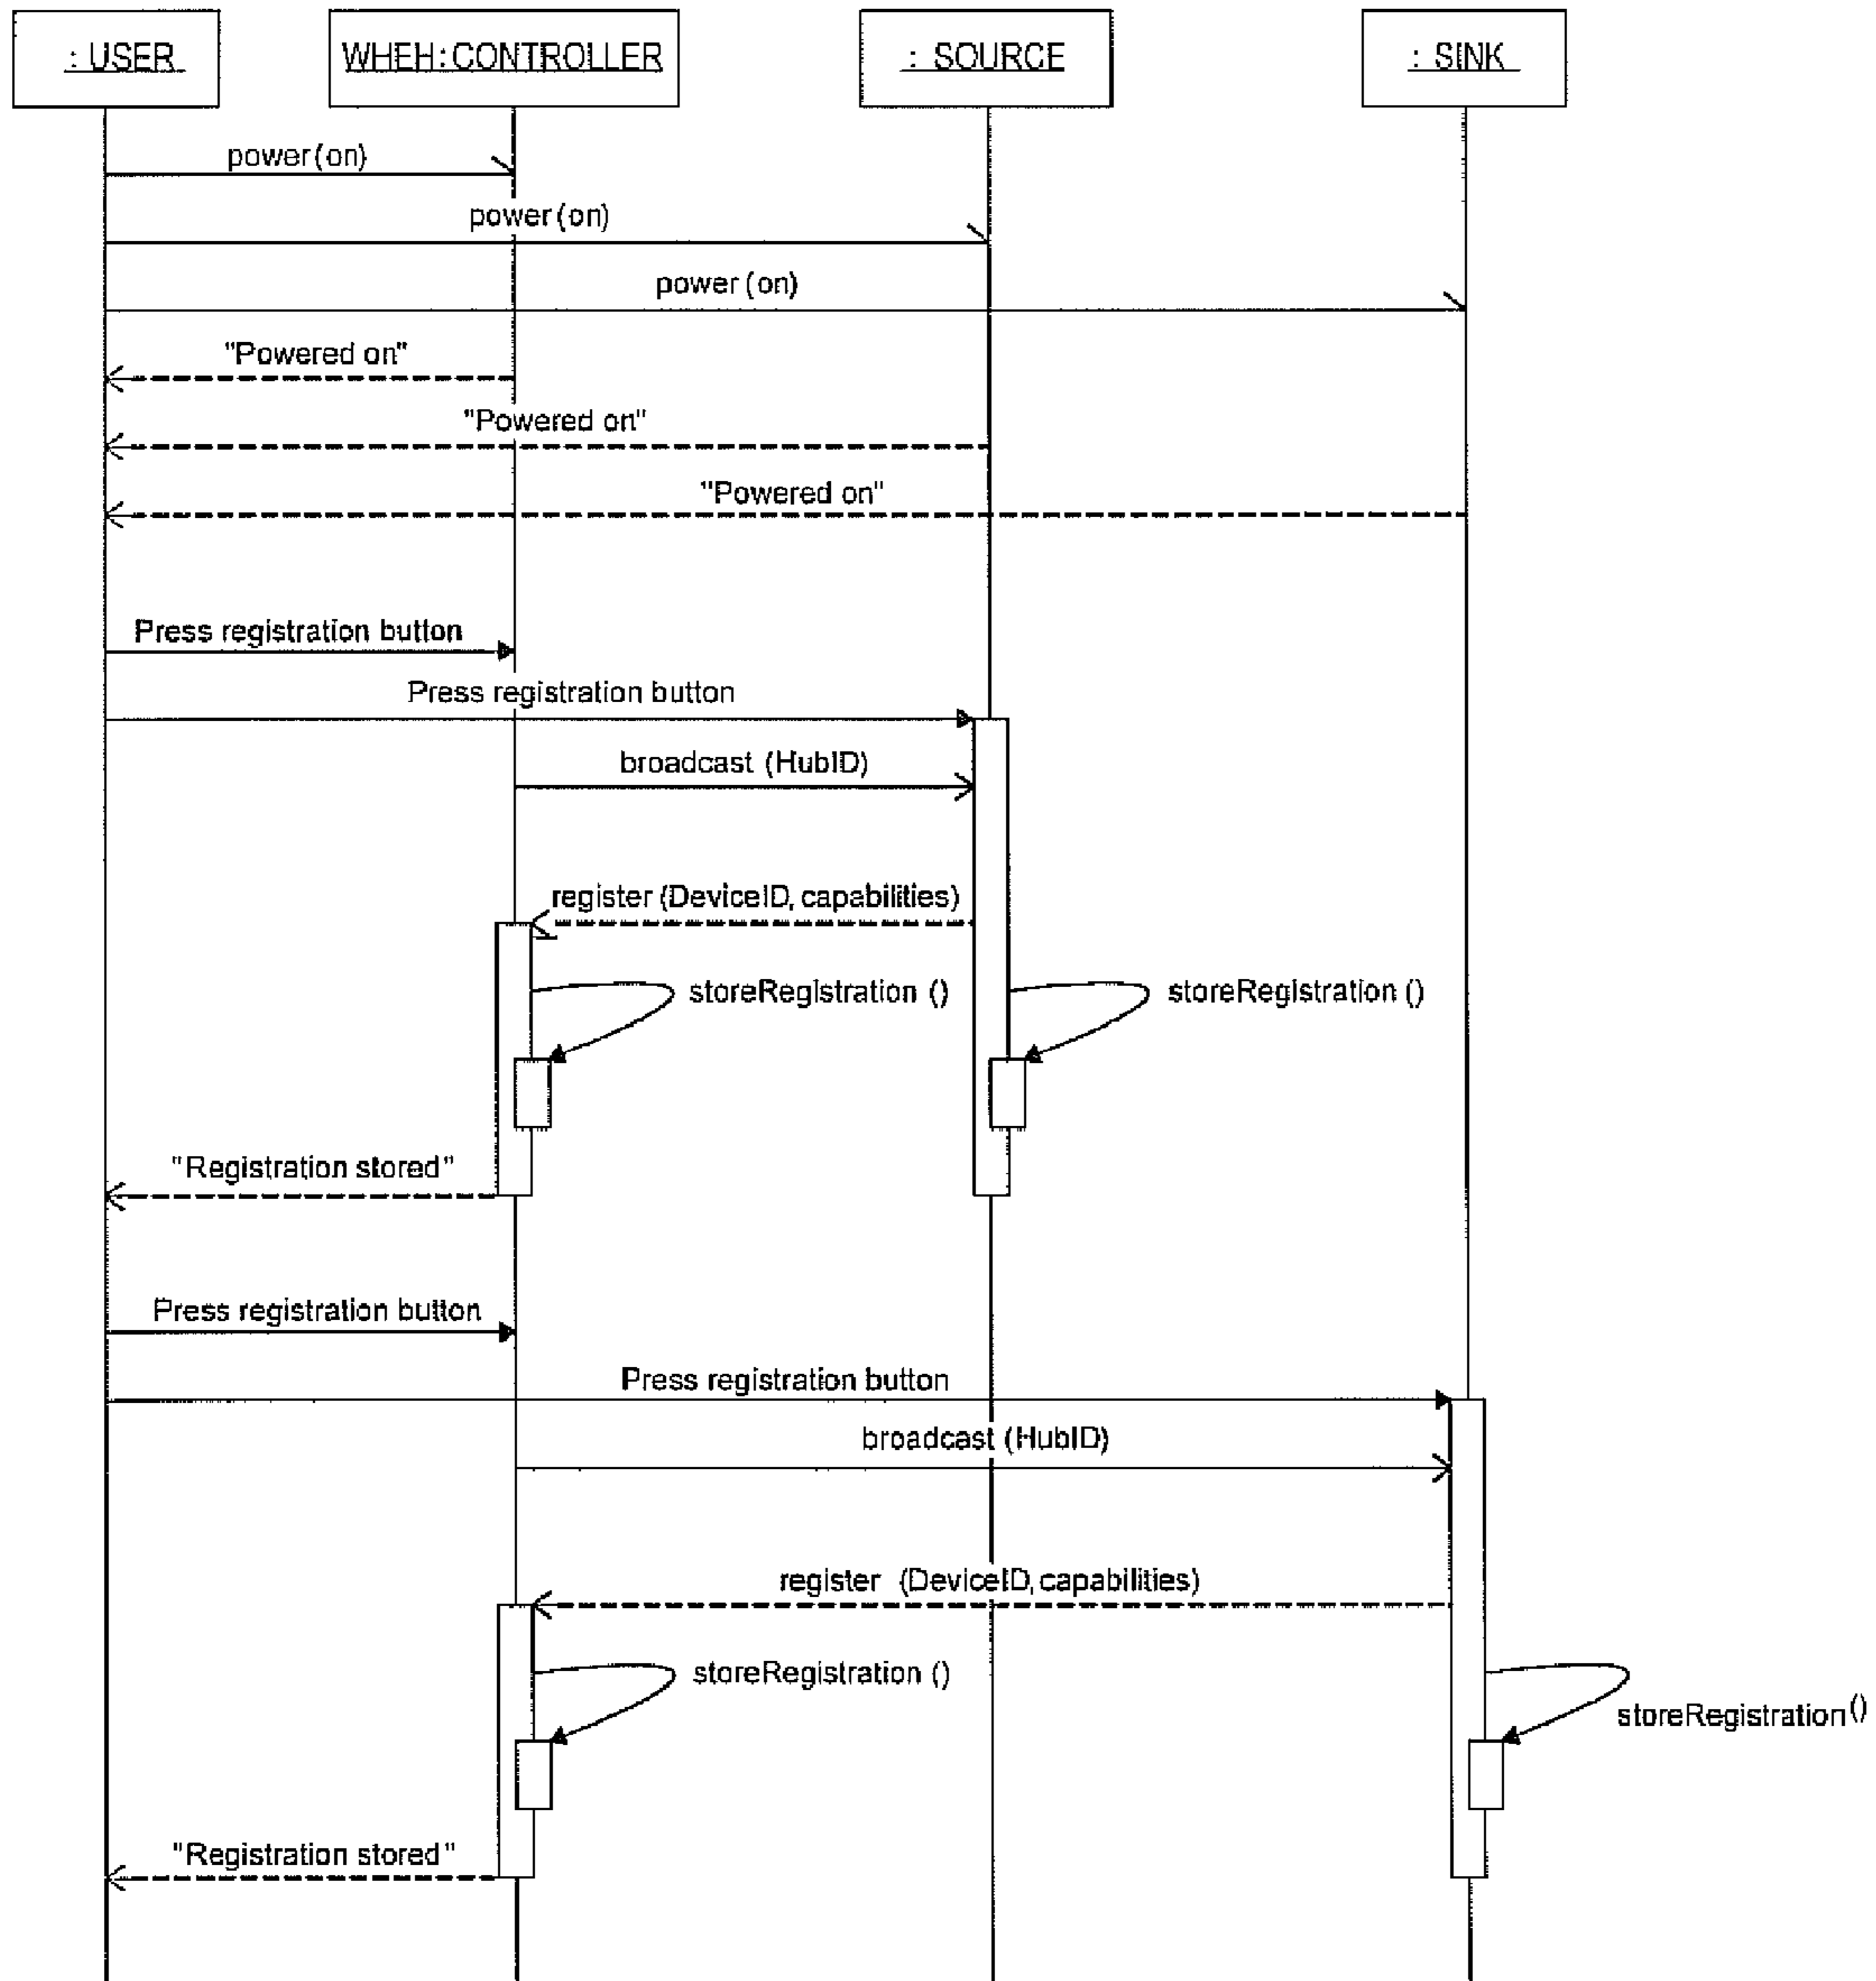 : USER
WHEH:CONTROLLER
: SOURCE
: SINK
power (on)
power (on)
power (on)
"Powered on"
"Powered on"
"Powered on"
Press registration button
Press registration button
broadcast (HubID)
register (DeviceID, capabilities)
storeRegistration ()
storeRegistration ()
"Registration stored"
Press registration button
Press registration button
broadcast (HubID)
register (DeviceID, capabilities)
storeRegistration ()
storeRegistration ()
"Registration stored"